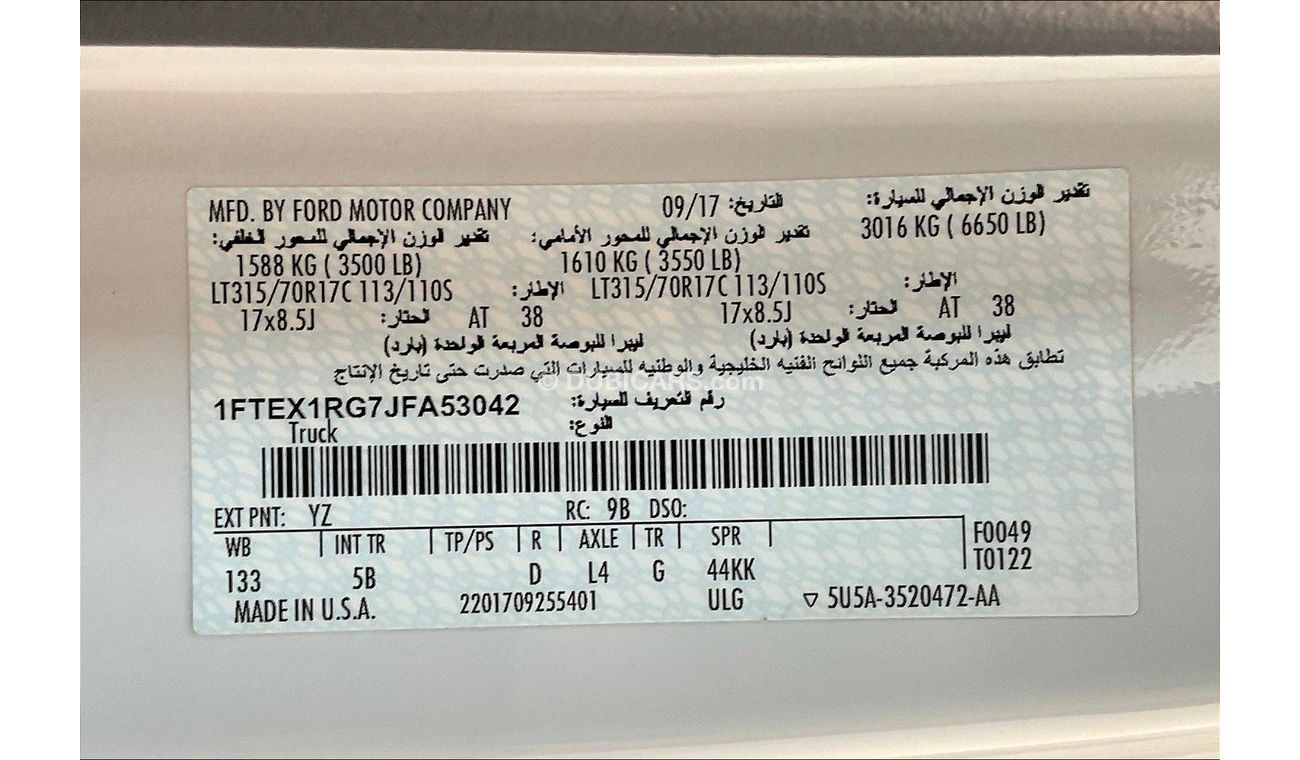 MFD. BY FORD MOTOR COMPANY 09/17 التاريخ: تقدير الوزن الإجمالي للسيارة:
3016 KG ( 6650 LB)
تقدير الوزن الإجمالي للمحور الخلفي: تقدير الوزن الإجمالي للمحور الأمامي:
1588 KG ( 3500 LB) 1610 KG ( 3550 LB)
LT315/70R17C 113/110S الإطار: LT315/70R17C 113/110S الإطار:
17x8.5J الحتار: AT 38 17x8.5J الحتار: AT 38
ليبرا للبوصة المربعة الواحدة (بارد) ليبرا للبوصة المربعة الواحدة (بارد)
تطابق هذه المركبة جميع اللوائح الفنيه الخليجية والوطنيه للسيارات التي صدرت حتى تاريخ الإنتاج
© DUBICARS.com
1FTEX1RG7JFA53042 رقم التعريف للسيارة:
Truck النوع:
EXT PNT: YZ RC: 9B DSO:
WB INT TR TP/PS R AXLE TR SPR F0049
T0122
133 5B D L4 G 44KK
MADE IN U.S.A. 2201709255401 ULG ▽ 5U5A-3520472-AA